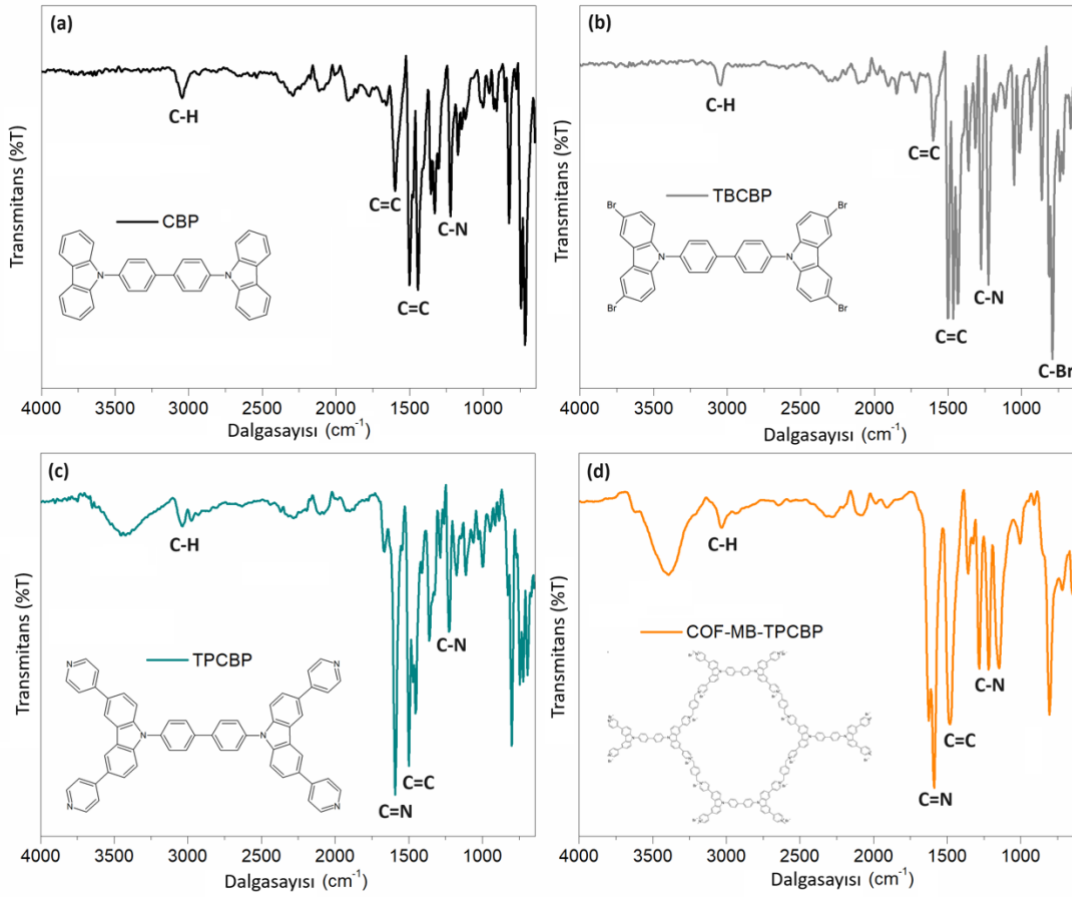 (a)
Transmitans (%T)
C-H
C=C
C-N
C=C
CBP
N
N
4000 3500 3000 2500 2000 1500 1000
Dalgasayısı (cm-1)
(b)
Transmitans (%T)
C-H
C=C
TBCBP
Br
Br
N
N
Br
Br
C-N
C=C
C-Br
4000 3500 3000 2500 2000 1500 1000
Dalgasayısı (cm-1)
(c)
Transmitans (%T)
C-H
C-N
TPCBP
N
N
N
N
N
N
C=C
C=N
4000 3500 3000 2500 2000 1500 1000
Dalgasayısı (cm-1)
(d)
Transmitans (%T)
C-H
COF-MB-TPCBP
C-N
C=C
C=N
4000 3500 3000 2500 2000 1500 1000
Dalgasayısı (cm-1)